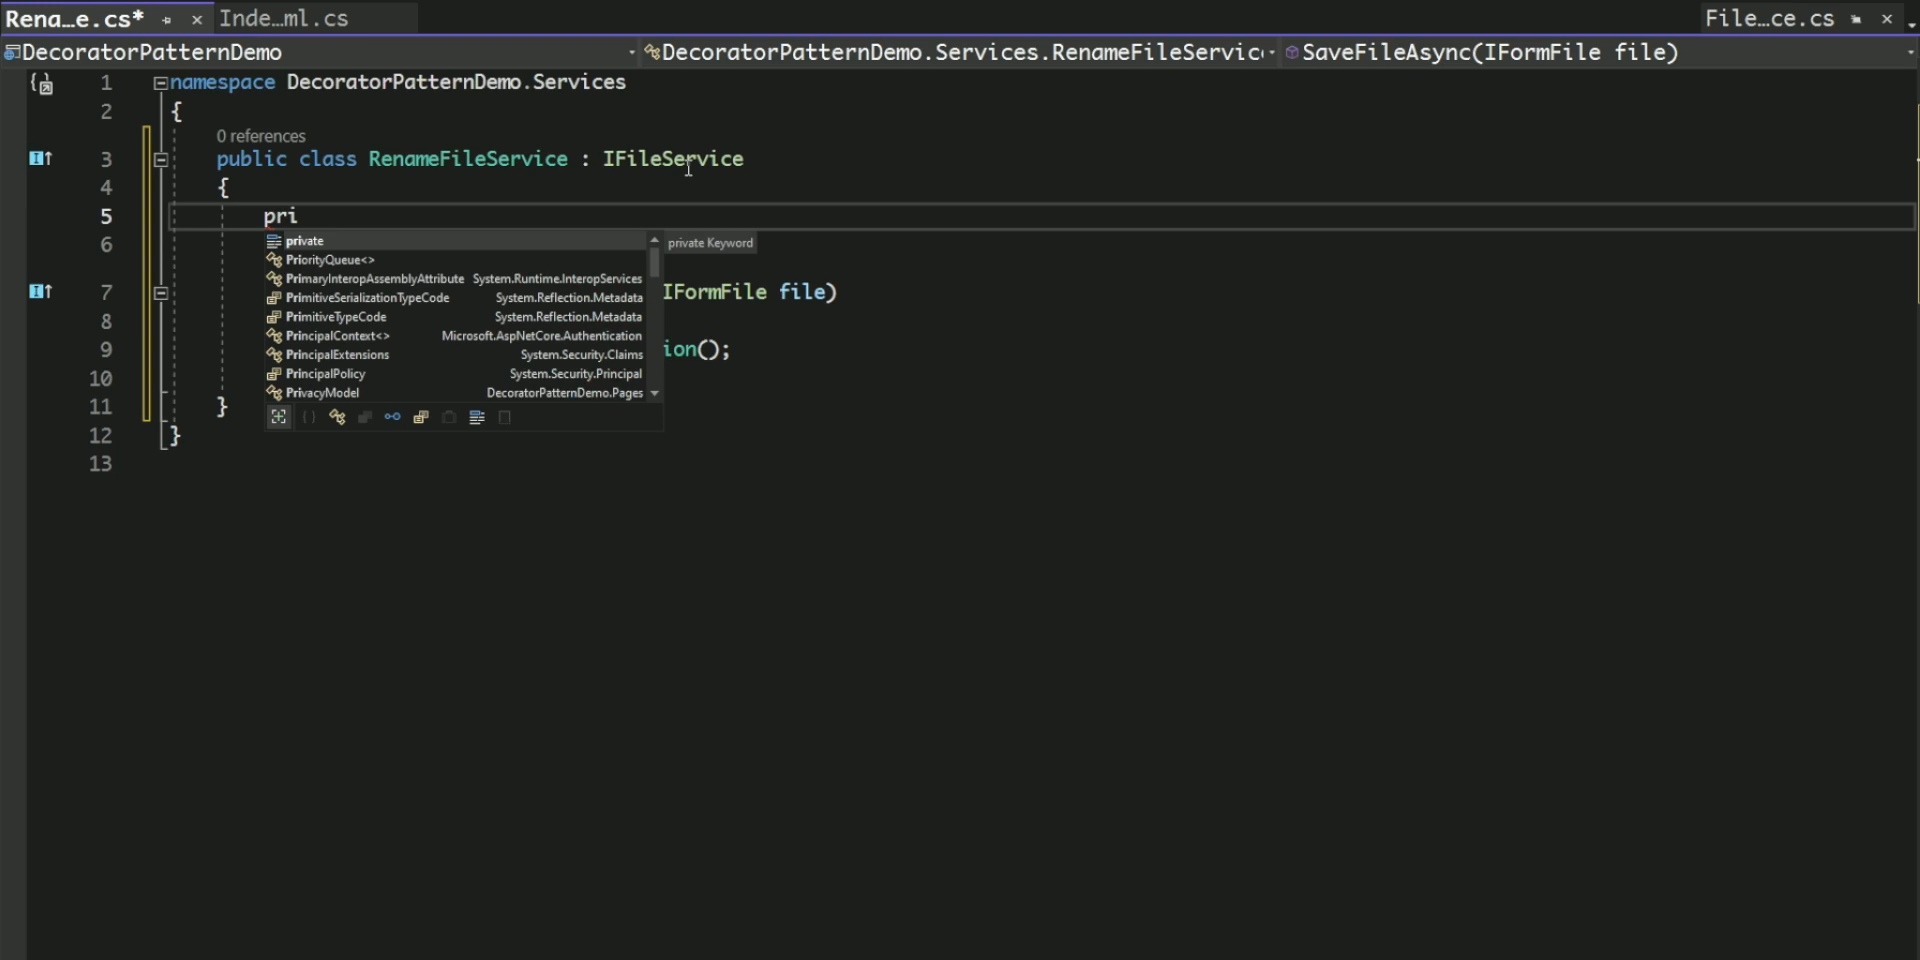 Rena…e.cs* Inde…ml.cs File…ce.cs
DecoratorPatternDemo DecoratorPatternDemo.Services.RenameFileServic SaveFileAsync(IFormFile file)
1 namespace DecoratorPatternDemo.Services
2 {
0 references
3 public class RenameFileService : IFileService
4 {
5 pri
6 private private Keyword
PriorityQueue<>
PrimaryInteropAssemblyAttribute System.Runtime.InteropServices
7 PrimitiveSerializationTypeCode System.Reflection.Metadata IFormFile file)
8 PrimitiveTypeCode System.Reflection.Metadata
PrincipalContext<> Microsoft.AspNetCore.Authentication
9 PrincipalExtensions System.Security.Claims ion();
10 PrincipalPolicy System.Security.Principal
PrivacyModel DecoratorPatternDemo.Pages
11 }
12 }
13